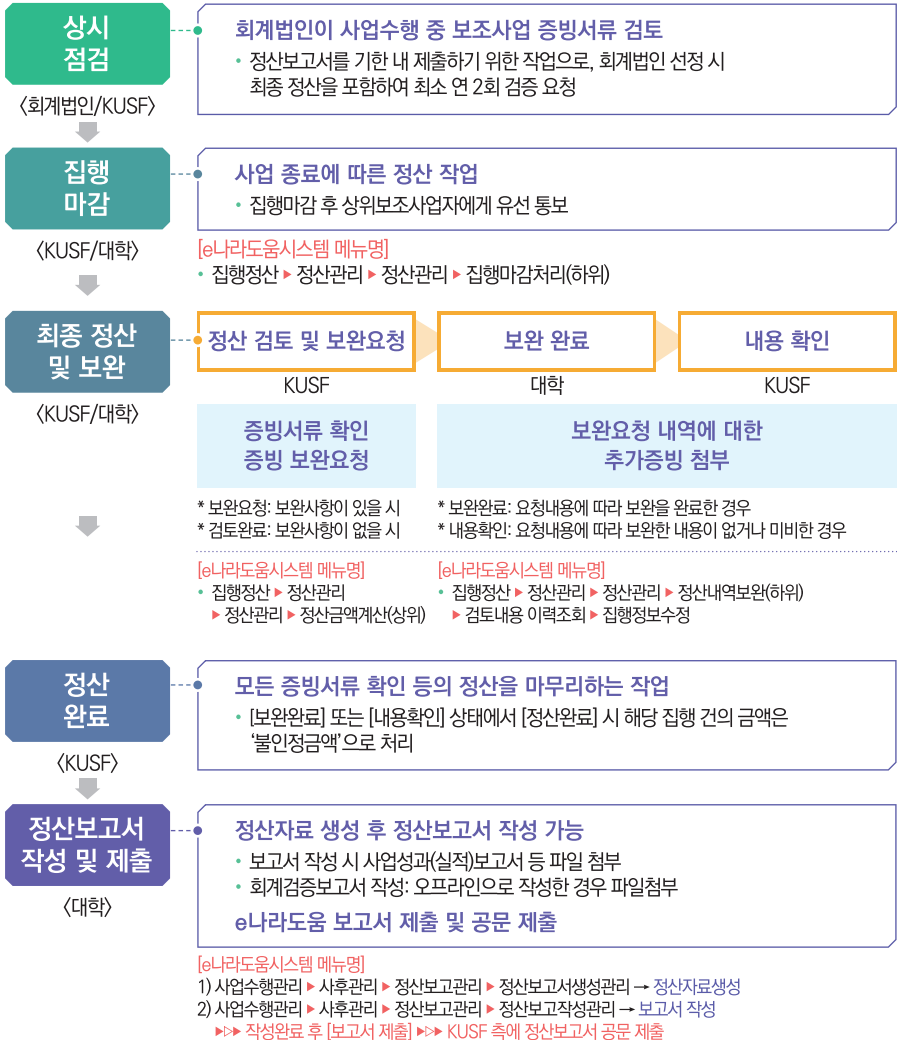 상시
점검
〈회계법인/KUSF〉
회계법인이 사업수행 중 보조사업 증빙서류 검토
• 정산보고서를 기한 내 제출하기 위한 작업으로, 회계법인 선정 시
최종 정산을 포함하여 최소 연 2회 검증 요청
집행
마감
〈KUSF/대학〉
사업 종료에 따른 정산 작업
• 집행마감 후 상위보조사업자에게 유선 통보
[e나라도움시스템 메뉴명]
• 집행정산 ▶ 정산관리 ▶ 정산관리 ▶ 집행마감처리(하위)
최종 정산
및 보완
〈KUSF/대학〉
정산 검토 및 보완요청
보완 완료
내용 확인
KUSF
대학
KUSF
증빙서류 확인
증빙 보완요청
보완요청 내역에 대한
추가증빙 첨부
* 보완요청: 보완사항이 있을 시
* 검토완료: 보완사항이 없을 시
* 보완완료: 요청내용에 따라 보완을 완료한 경우
* 내용확인: 요청내용에 따라 보완한 내용이 없거나 미비한 경우
[e나라도움시스템 메뉴명]
• 집행정산 ▶ 정산관리
▶ 정산관리 ▶ 정산금액계산(상위)
[e나라도움시스템 메뉴명]
• 집행정산 ▶ 정산관리 ▶ 정산관리 ▶ 정산내역보완(하위)
▶ 검토내용 이력조회 ▶ 집행정보수정
정산
완료
〈KUSF〉
모든 증빙서류 확인 등의 정산을 마무리하는 작업
• [보완완료] 또는 [내용확인] 상태에서 [정산완료] 시 해당 집행 건의 금액은
‘불인정금액’으로 처리
정산보고서
작성 및 제출
〈대학〉
정산자료 생성 후 정산보고서 작성 가능
• 보고서 작성 시 사업성과(실적)보고서 등 파일 첨부
• 회계검증보고서 작성: 오프라인으로 작성한 경우 파일첨부
e나라도움 보고서 제출 및 공문 제출
[e나라도움시스템 메뉴명]
1) 사업수행관리 ▶ 사후관리 ▶ 정산보고관리 ▶ 정산보고서생성관리 → 정산자료생성
2) 사업수행관리 ▶ 사후관리 ▶ 정산보고관리 ▶ 정산보고작성관리 → 보고서 작성
▶▷▶ 작성완료 후 [보고서 제출] ▶▷▶ KUSF 측에 정산보고서 공문 제출